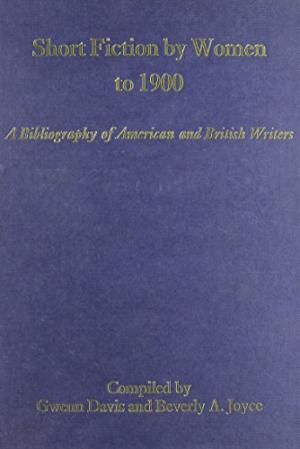 Short Fiction by Women
to 1900
A Bibliography of American and British Writers
Compiled by
Gwenn Davis and Beverly A. Joyce